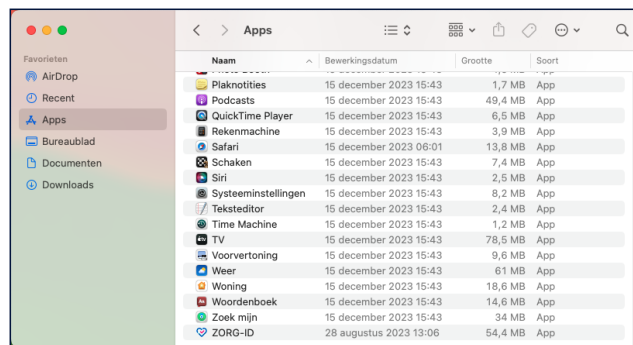 Apps
Favorieten
AirDrop
Recent
Apps
Bureaublad
Documenten
Downloads
Naam Bewerkingsdatum Grootte Soort
Plaknotities 15 december 2023 15:43 1,7 MB App
Podcasts 15 december 2023 15:43 49,4 MB App
QuickTime Player 15 december 2023 15:43 6,5 MB App
Rekenmachine 15 december 2023 15:43 3,9 MB App
Safari 15 december 2023 06:01 13,8 MB App
Schaken 15 december 2023 15:43 7,4 MB App
Siri 15 december 2023 15:43 2,5 MB App
Systeeminstellingen 15 december 2023 15:43 8,2 MB App
Teksteditor 15 december 2023 15:43 2,4 MB App
Time Machine 15 december 2023 15:43 1,2 MB App
TV 15 december 2023 15:43 78,5 MB App
Voorvertoning 15 december 2023 15:43 9,6 MB App
Weer 15 december 2023 15:43 61 MB App
Woning 15 december 2023 15:43 18,6 MB App
Woordenboek 15 december 2023 15:43 14,6 MB App
Zoek mijn 15 december 2023 15:43 34 MB App
ZORG-ID 28 augustus 2023 13:06 54,4 MB App